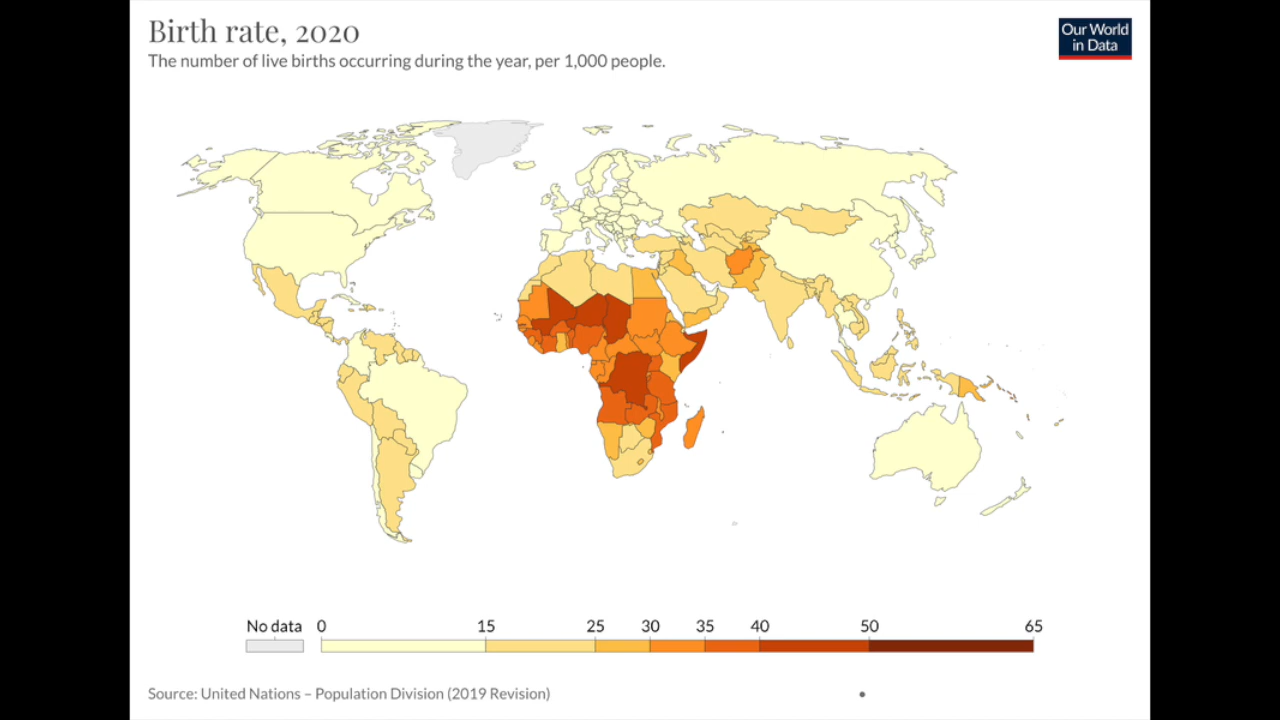 Birth rate, 2020
The number of live births occurring during the year, per 1,000 people.
Our World
in Data
No data 0 15 25 30 35 40 50 65
Source: United Nations – Population Division (2019 Revision)